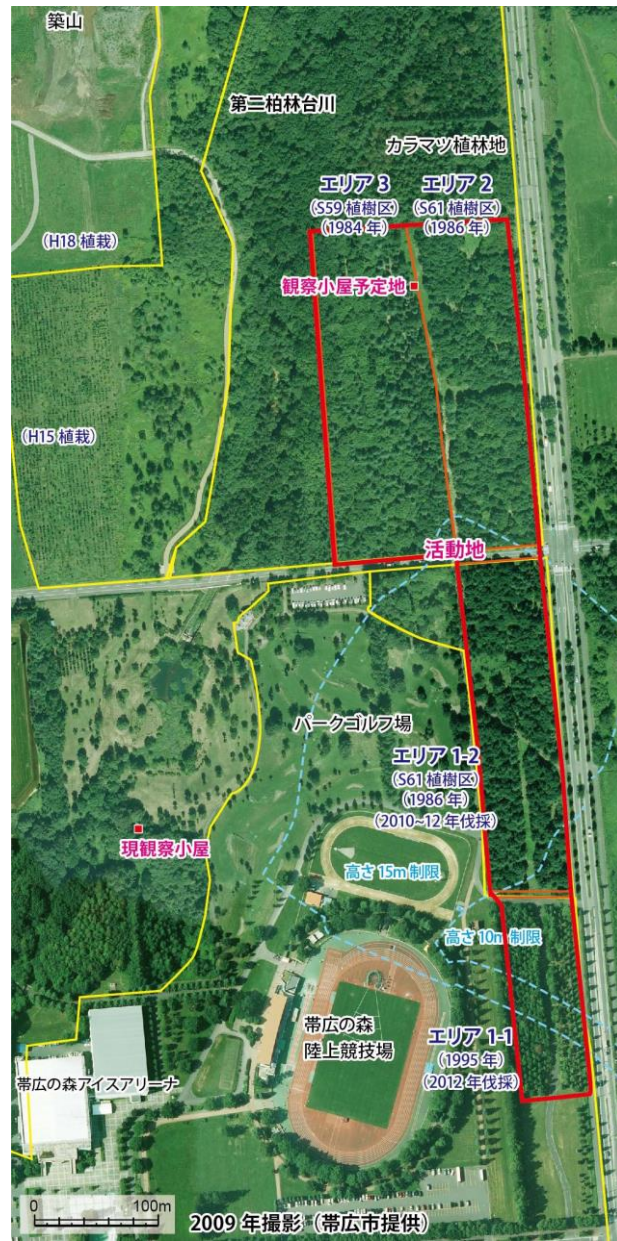 築山
第二柏林台川
カラマツ植林地
エリア 3
(S59 植樹区)
(1984 年)
エリア 2
(S61 植樹区)
(1986 年)
(H18 植栽)
観察小屋予定地
(H15 植栽)
活動地
パークゴルフ場
エリア 1-2
(S61 植樹区)
(1986 年)
(2010~12 年伐採)
現観察小屋
高さ 15m 制限
高さ 10m 制限
帯広の森
陸上競技場
エリア 1-1
(1995 年)
(2012 年伐採)
帯広の森アイスアリーナ
0 100m
2009 年撮影（帯広市提供）